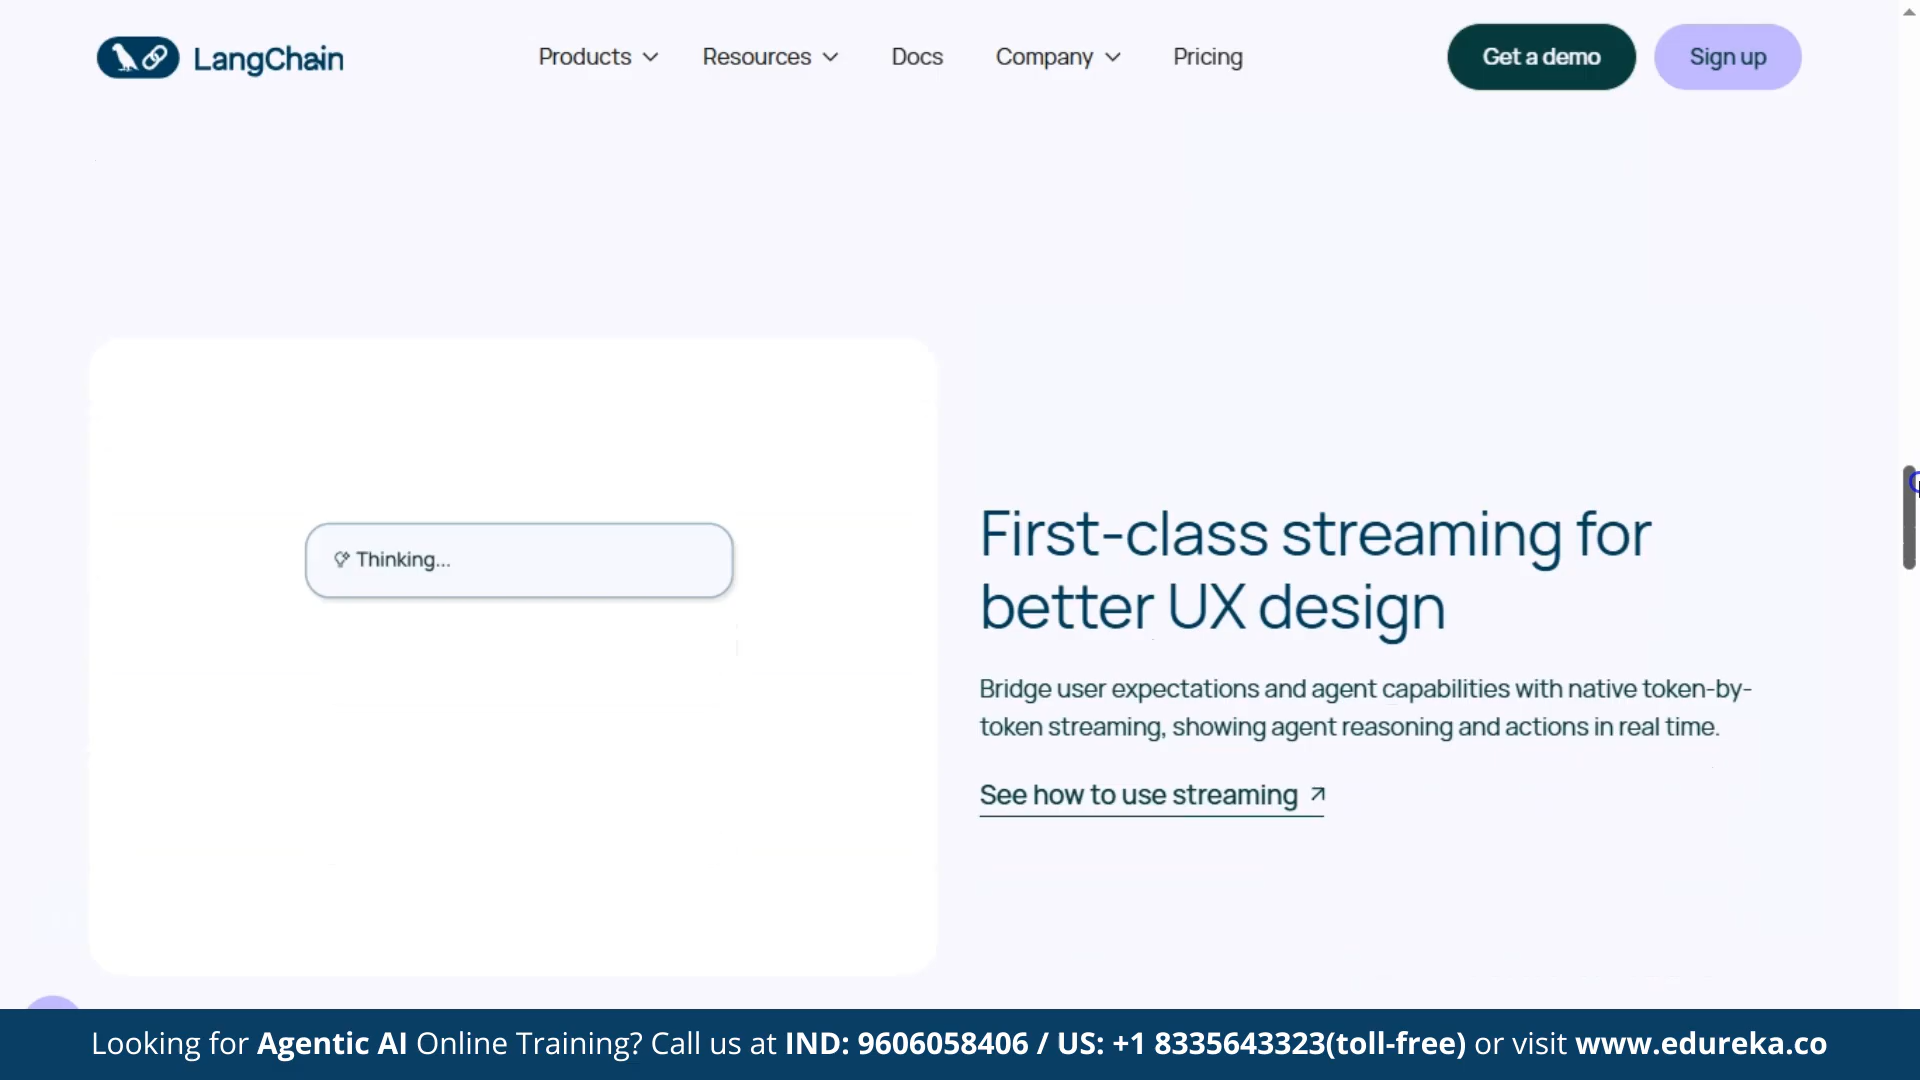 LangChain
Products
Resources
Docs
Company
Pricing
Get a demo
Sign up
Thinking...
First-class streaming for
better UX design
Bridge user expectations and agent capabilities with native token-by-
token streaming, showing agent reasoning and actions in real time.
See how to use streaming
Looking for Agentic AI Online Training? Call us at IND: 9606058406 / US: +1 8335643323(toll-free) or visit www.edureka.co